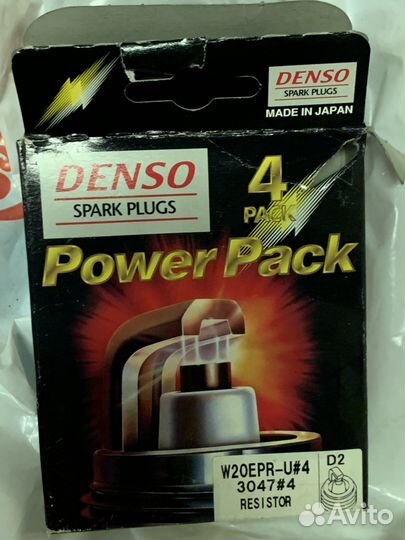 DENSO
SPARK PLUGS
MADE IN JAPAN
DENSO
SPARK PLUGS
4
PACK
Power Pack
W20EPR-U#4
3047#4
RESISTOR
D2
Avito